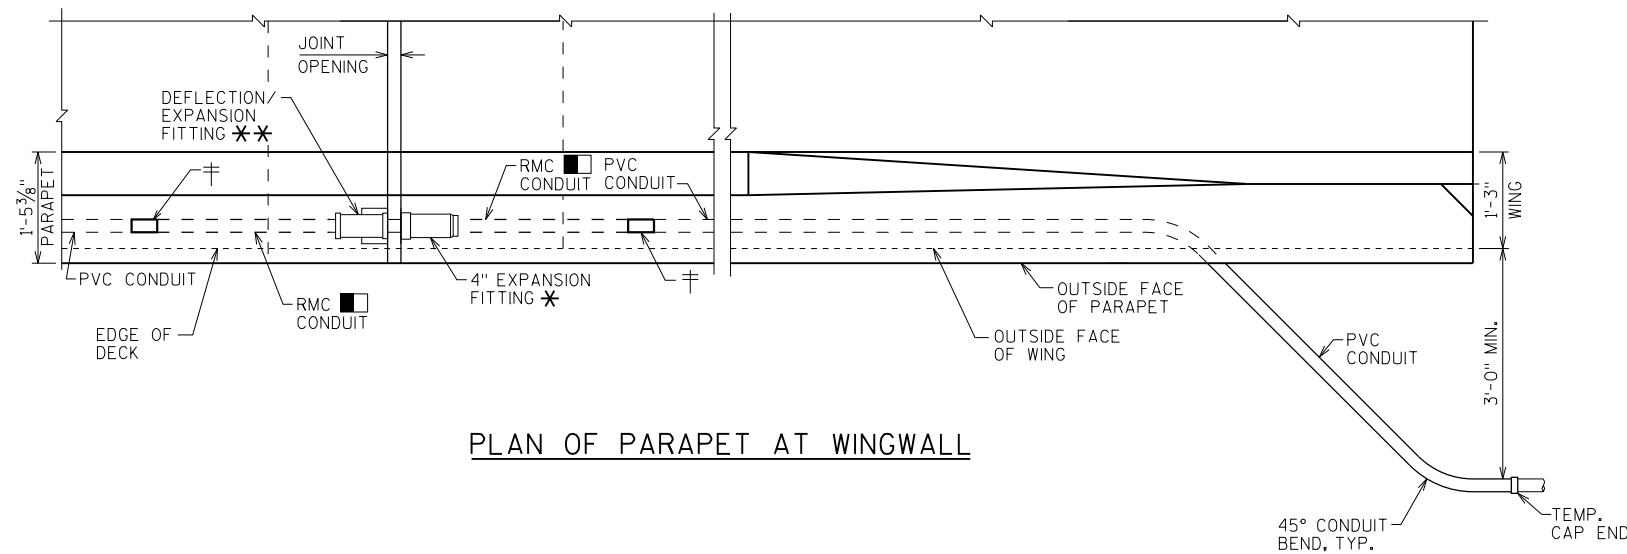 JOINT
OPENING
DEFLECTION/
EXPANSION
FITTING **
RMC
CONDUIT
PVC
CONDUIT
1'-5⅜"
PARAPET
1'-3"
WING
PVC CONDUIT
RMC
CONDUIT
4" EXPANSION
FITTING *
EDGE OF
DECK
OUTSIDE FACE
OF PARAPET
OUTSIDE FACE
OF WING
PVC
CONDUIT
3'-0" MIN.
PLAN OF PARAPET AT WINGWALL
45° CONDUIT
BEND, TYP.
TEMP.
CAP END